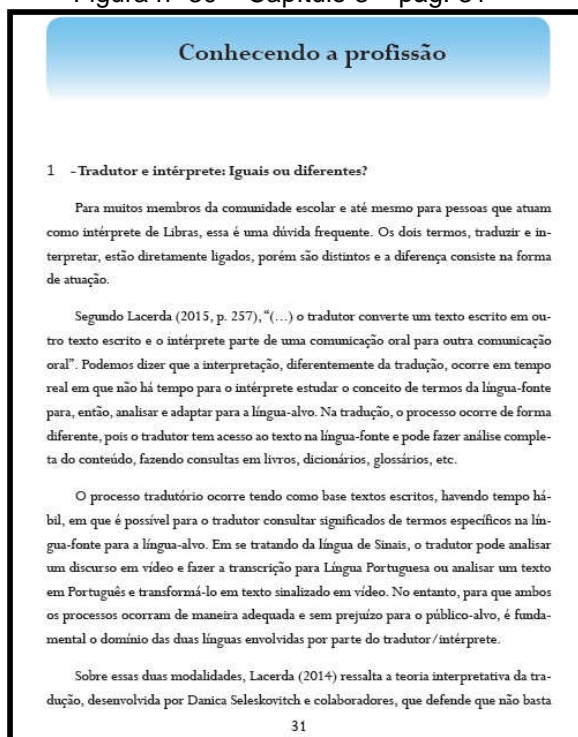 Conhecendo a profissão
1 - Tradutor e intérprete: Iguais ou diferentes?
Para muitos membros da comunidade escolar e até mesmo para pessoas que atuam
como intérprete de Libras, essa é uma dúvida frequente. Os dois termos, traduzir e in-
terpretar, estão diretamente ligados, porém são distintos e a diferença consiste na forma
de atuação.
Segundo Lacerda (2015, p. 257), “(…) o tradutor converte um texto escrito em ou-
tro texto escrito e o intérprete parte de uma comunicação oral para outra comunicação
oral”. Podemos dizer que a interpretação, diferentemente da tradução, ocorre em tempo
real em que não há tempo para o intérprete estudar o conceito de termos da língua-fonte
para, então, analisar e adaptar para a língua-alvo. Na tradução, o processo ocorre de forma
diferente, pois o tradutor tem acesso ao texto na língua-fonte e pode fazer análise comple-
ta do conteúdo, fazendo consultas em livros, dicionários, glossários, etc.
O processo tradutório ocorre tendo como base textos escritos, havendo tempo há-
bil, em que é possível para o tradutor consultar significados de termos específicos na lín-
gua-fonte para a língua-alvo. Em se tratando da língua de Sinais, o tradutor pode analisar
um discurso em vídeo e fazer a transcrição para Língua Portuguesa ou analisar um texto
em Português e transformá-lo em texto sinalizado em vídeo. No entanto, para que ambos
os processos ocorram de maneira adequada e sem prejuízo para o público-alvo, é funda-
mental o domínio das duas línguas envolvidas por parte do tradutor/intérprete.
Sobre essas duas modalidades, Lacerda (2014) ressalta a teoria interpretativa da tra-
dução, desenvolvida por Danica Seleskovitch e colaboradores, que defende que não basta
31